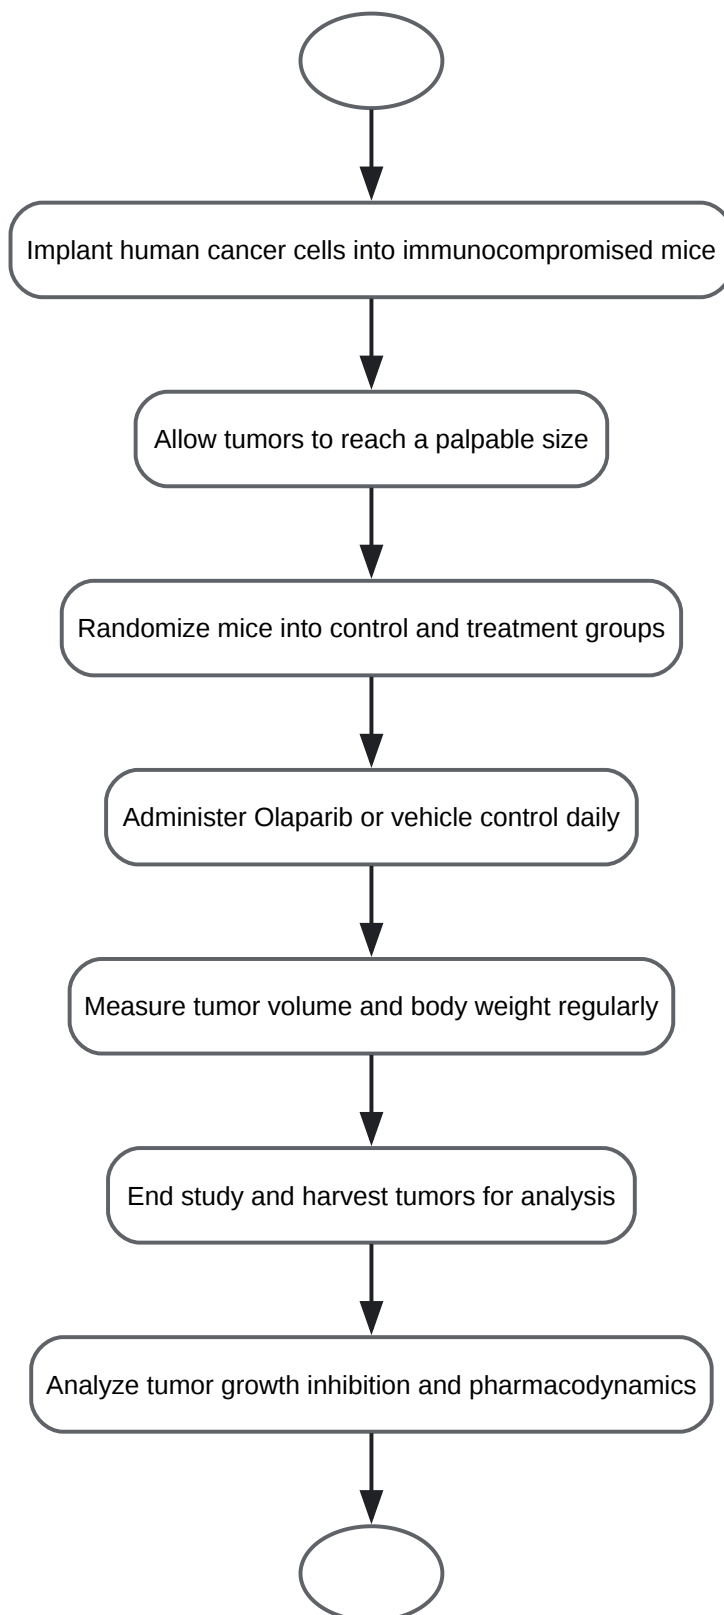 Implant human cancer cells into immunocompromised mice
Allow tumors to reach a palpable size
Randomize mice into control and treatment groups
Administer Olaparib or vehicle control daily
Measure tumor volume and body weight regularly
End study and harvest tumors for analysis
Analyze tumor growth inhibition and pharmacodynamics